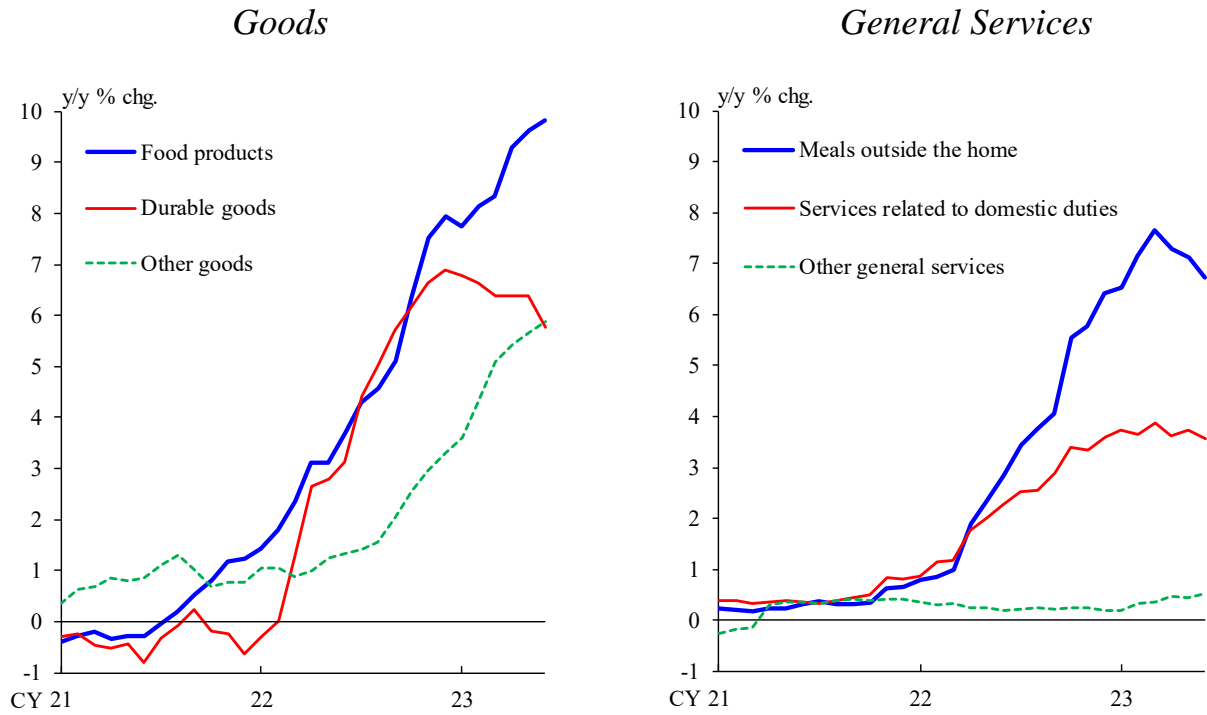 Goods
y/y % chg.
10
9
8
7
6
5
4
3
2
1
0
-1
Food products
Durable goods
Other goods
CY 21
22
23
General Services
y/y % chg.
10
9
8
7
6
5
4
3
2
1
0
-1
Meals outside the home
Services related to domestic duties
Other general services
CY 21
22
23